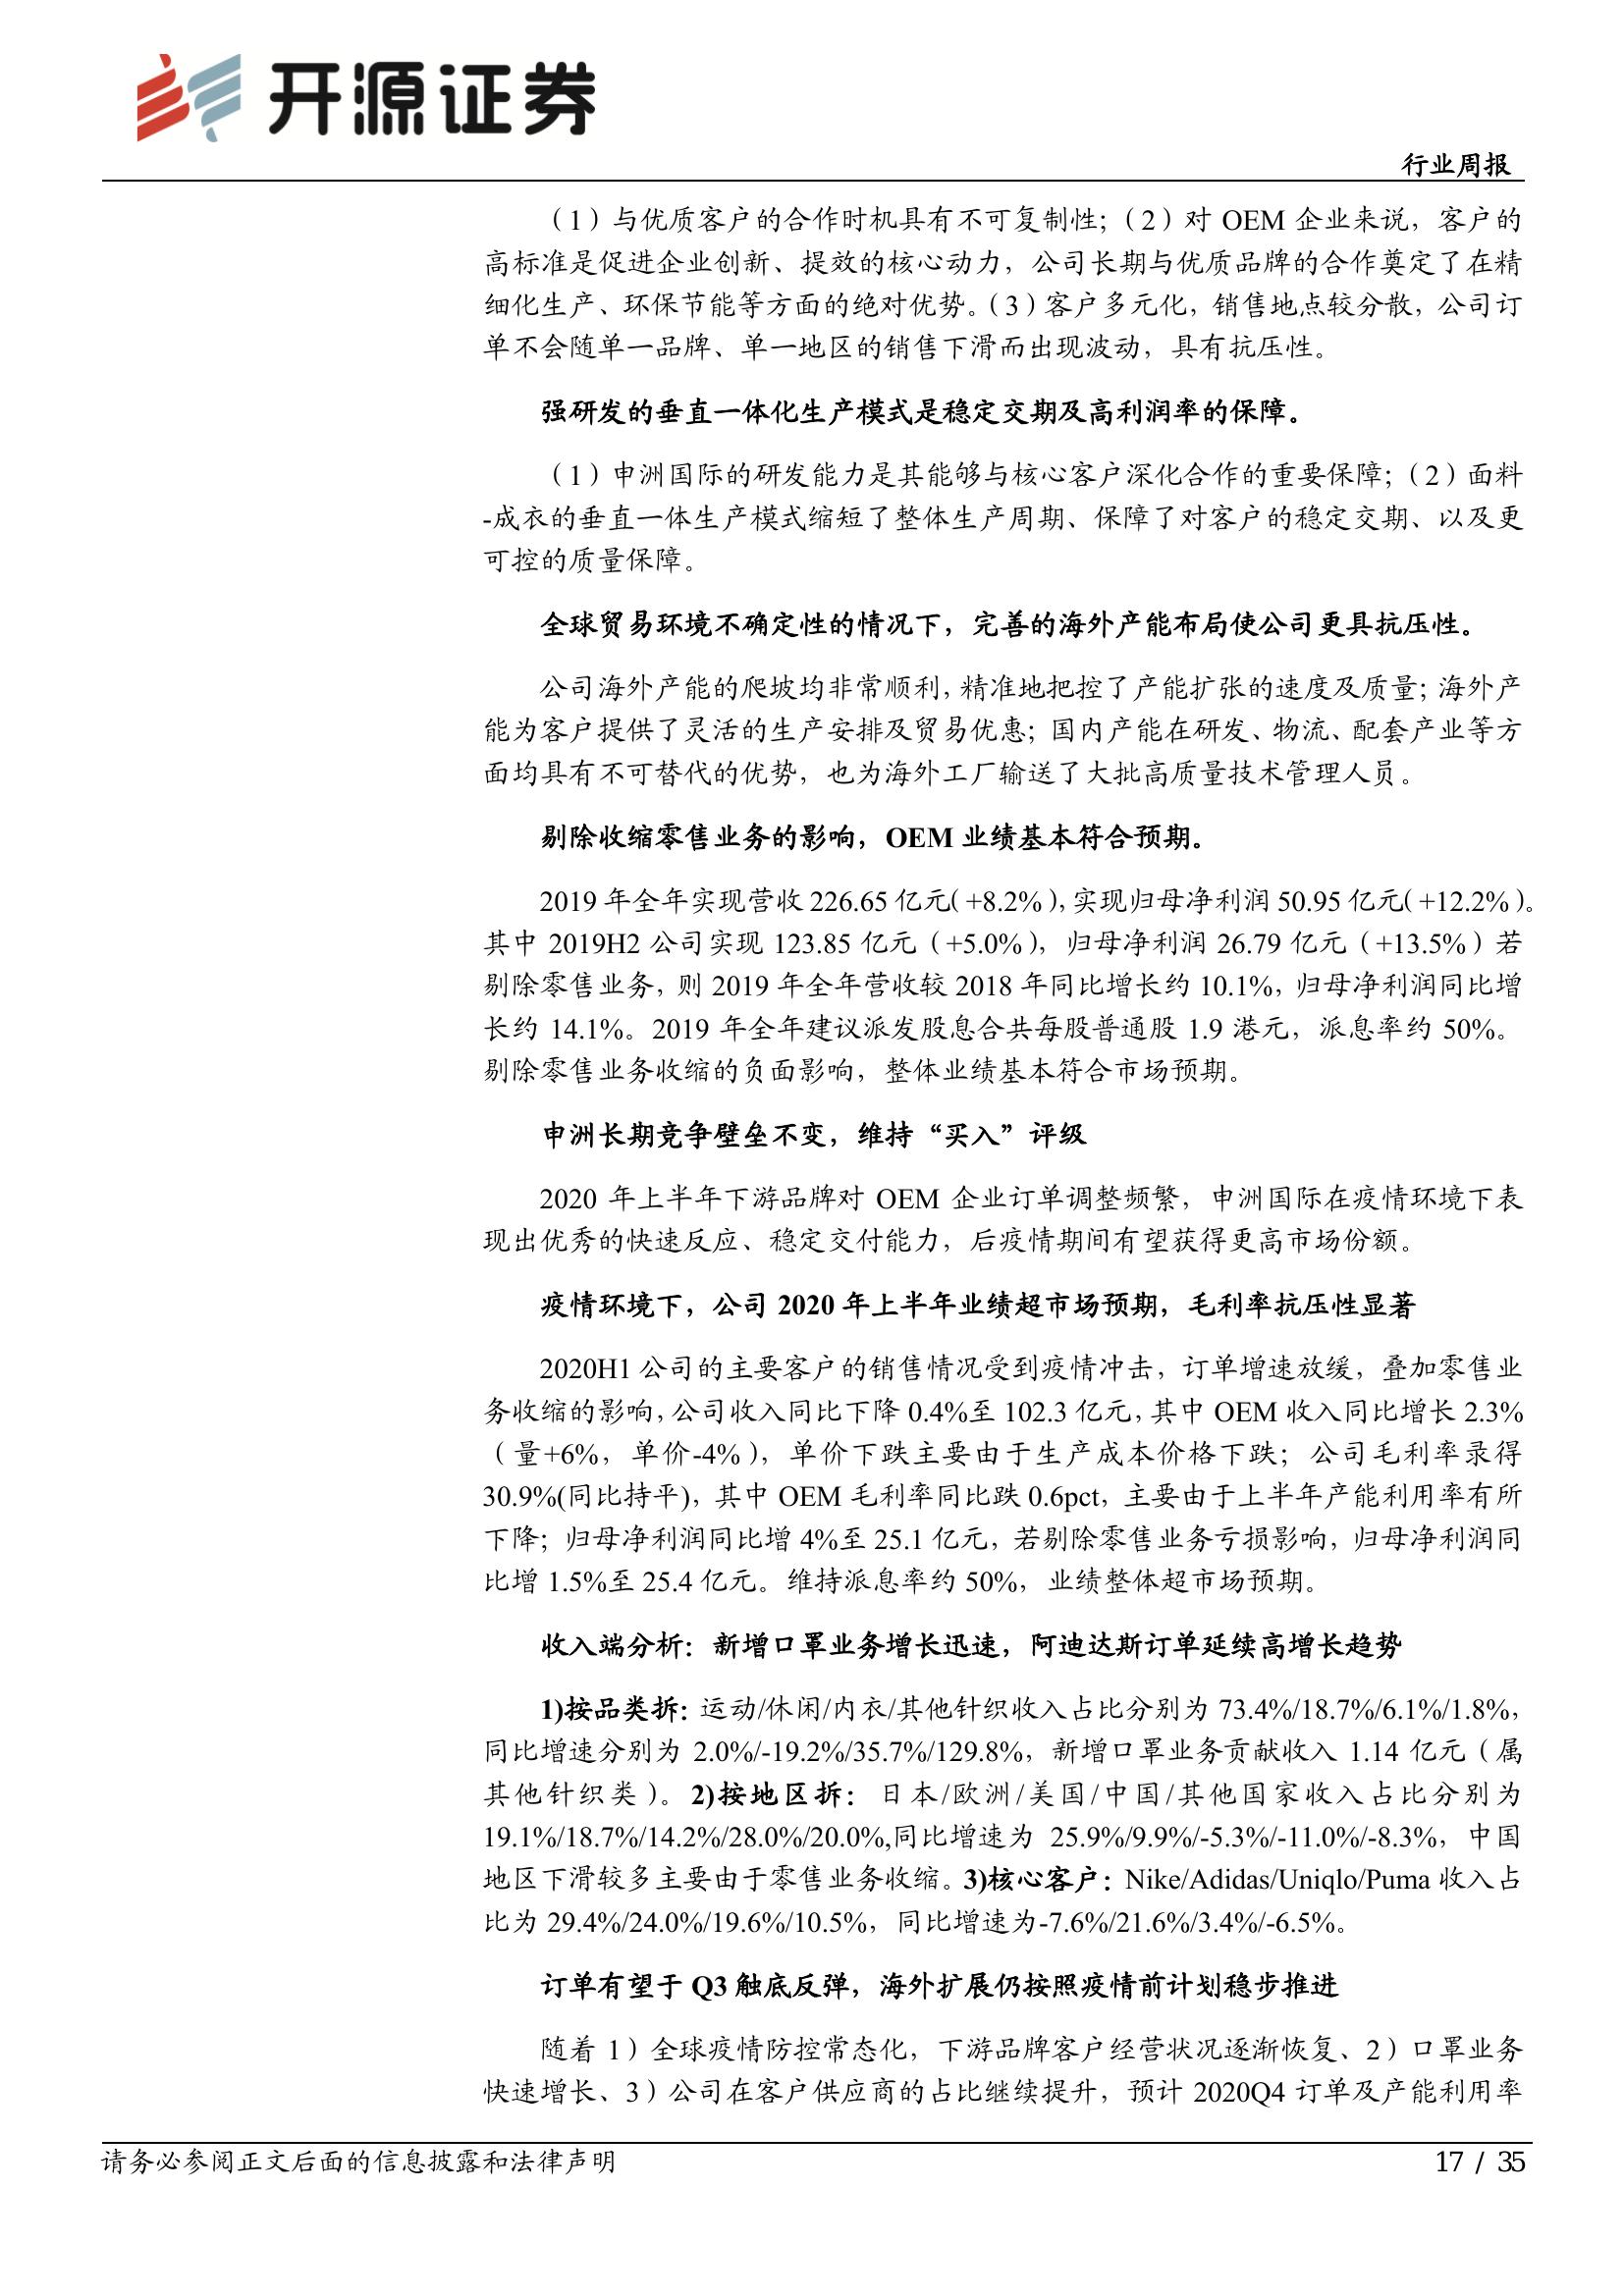 开源证券
行业周报
（1）与优质客户的合作时机具有不可复制性；（2）对 OEM 企业来说，客户的
高标准是促进企业创新、提效的核心动力，公司长期与优质品牌的合作奠定了在精
细化生产、环保节能等方面的绝对优势。（3）客户多元化，销售地点较分散，公司订
单不会随单一品牌、单一地区的销售下滑而出现波动，具有抗压性。
强研发的垂直一体化生产模式是稳定交期及高利润率的保障。
（1）申洲国际的研发能力是其能够与核心客户深化合作的重要保障；（2）面料
-成衣的垂直一体生产模式缩短了整体生产周期、保障了对客户的稳定交期、以及更
可控的质量保障。
全球贸易环境不确定性的情况下，完善的海外产能布局使公司更具抗压性。
公司海外产能的爬坡均非常顺利，精准地把控了产能扩张的速度及质量；海外产
能为客户提供了灵活的生产安排及贸易优惠；国内产能在研发、物流、配套产业等方
面均具有不可替代的优势，也为海外工厂输送了大批高质量技术管理人员。
剔除收缩零售业务的影响，OEM 业绩基本符合预期。
2019 年全年实现营收 226.65 亿元（+8.2%），实现归母净利润 50.95 亿元（+12.2%）。
其中 2019H2 公司实现 123.85 亿元（+5.0%），归母净利润 26.79 亿元（+13.5%）若
剔除零售业务，则 2019 年全年营收较 2018 年同比增长约 10.1%，归母净利润同比增
长约 14.1%。2019 年全年建议派发股息合共每股普通股 1.9 港元，派息率约 50%。
剔除零售业务收缩的负面影响，整体业绩基本符合市场预期。
申洲长期竞争壁垒不变，维持“买入”评级
2020 年上半年下游品牌对 OEM 企业订单调整频繁，申洲国际在疫情环境下表
现出优秀的快速反应、稳定交付能力，后疫情期间有望获得更高市场份额。
疫情环境下，公司 2020 年上半年业绩超市场预期，毛利率抗压性显著
2020H1 公司的主要客户的销售情况受到疫情冲击，订单增速放缓，叠加零售业
务收缩的影响，公司收入同比下降 0.4%至 102.3 亿元，其中 OEM 收入同比增长 2.3%
（量+6%，单价-4%），单价下跌主要由于生产成本价格下跌；公司毛利率录得
30.9%(同比持平)，其中 OEM 毛利率同比跌 0.6pct，主要由于上半年产能利用率有所
下降；归母净利润同比增 4%至 25.1 亿元，若剔除零售业务亏损影响，归母净利润同
比增 1.5%至 25.4 亿元。维持派息率约 50%，业绩整体超市场预期。
收入端分析：新增口罩业务增长迅速，阿迪达斯订单延续高增长趋势
1)按品类拆：运动/休闲/内衣/其他针织收入占比分别为 73.4%/18.7%/6.1%/1.8%，
同比增速分别为 2.0%/-19.2%/35.7%/129.8%，新增口罩业务贡献收入 1.14 亿元（属
其他针织类）。2)按地区拆：日本/欧洲/美国/中国/其他国家收入占比分别为
19.1%/18.7%/14.2%/28.0%/20.0%,同比增速为 25.9%/9.9%/-5.3%/-11.0%/-8.3%，中国
地区下滑较多主要由于零售业务收缩。3)核心客户：Nike/Adidas/Uniqlo/Puma 收入占
比为 29.4%/24.0%/19.6%/10.5%，同比增速为-7.6%/21.6%/3.4%/-6.5%。
订单有望于 Q3 触底反弹，海外扩展仍按照疫情前计划稳步推进
随着 1）全球疫情防控常态化，下游品牌客户经营状况逐渐恢复、2）口罩业务
快速增长、3）公司在客户供应商的占比继续提升，预计 2020Q4 订单及产能利用率
请务必参阅正文后面的信息披露和法律声明
17 / 35